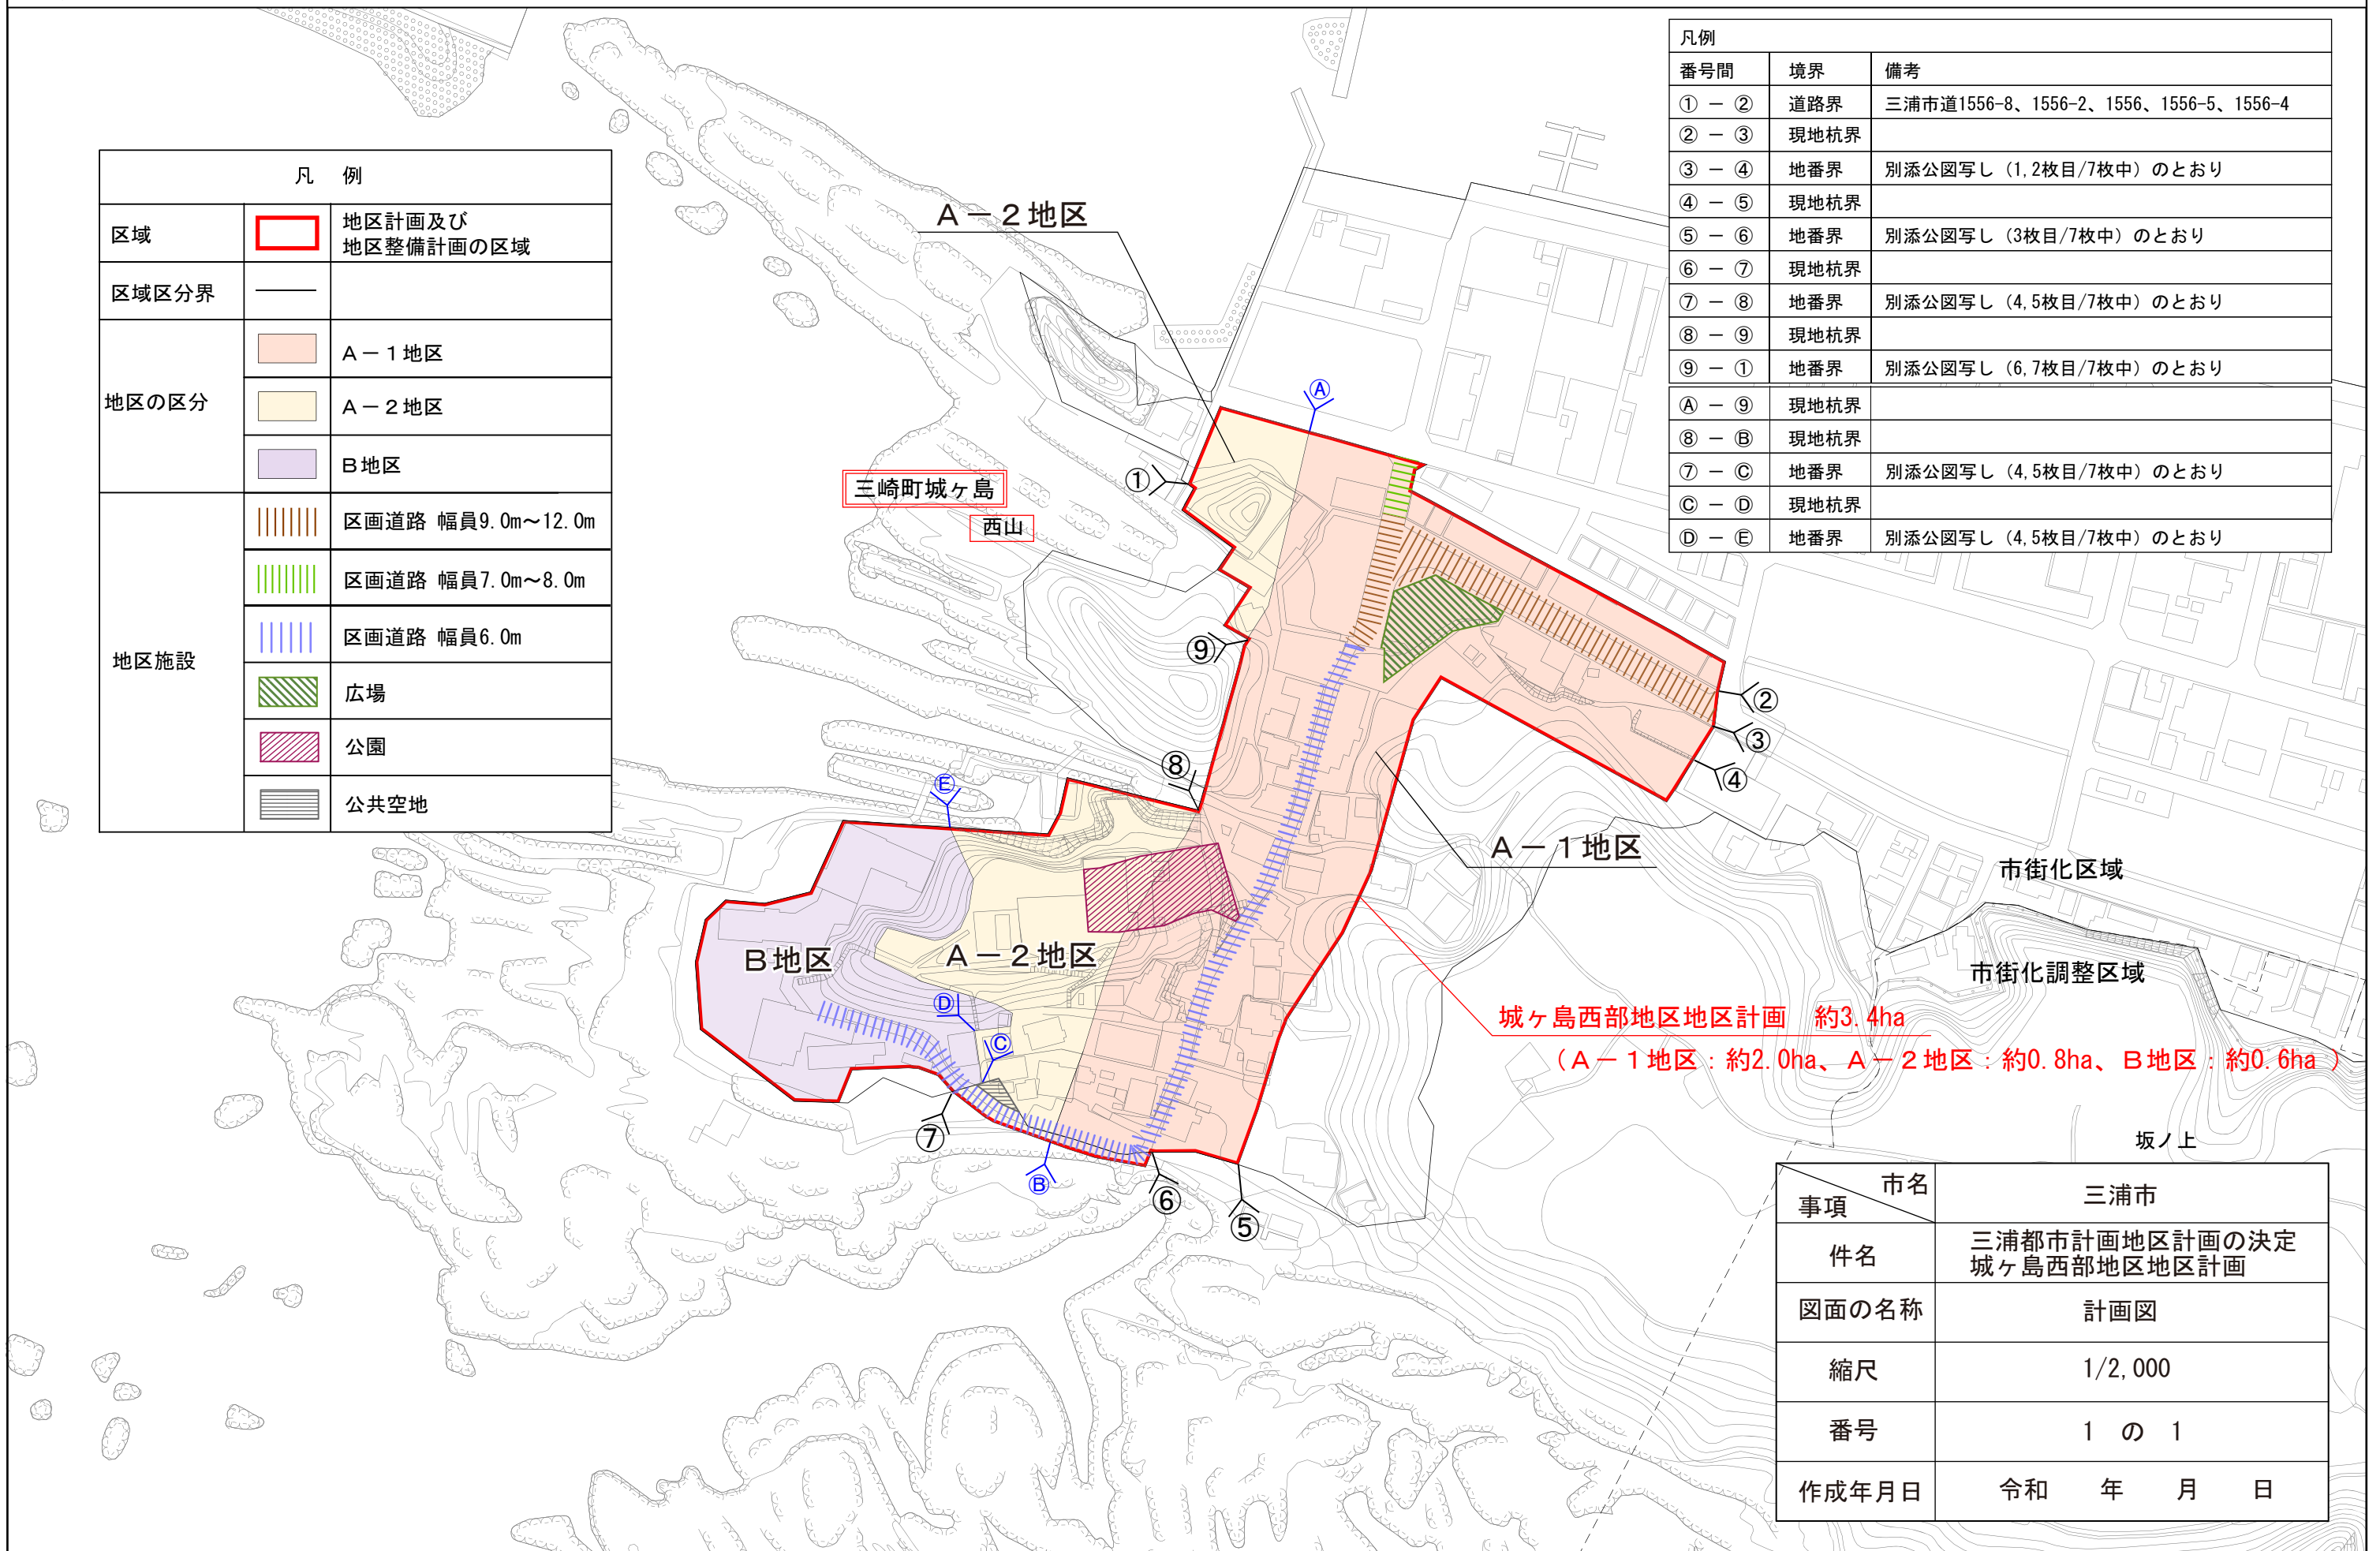 凡　例
区域
地区計画及び
地区整備計画の区域
区域区分界
地区の区分
A－1地区
A－2地区
B地区
地区施設
区画道路 幅員9.0m～12.0m
区画道路 幅員7.0m～8.0m
区画道路 幅員6.0m
広場
公園
公共空地
凡例
番号間　境界　備考
①－②　道路界　三浦市道1556-8、1556-2、1556、1556-5、1556-4
②－③　現地杭界
③－④　地番界　別添公図写し（1,2枚目/7枚中）のとおり
④－⑤　現地杭界
⑤－⑥　地番界　別添公図写し（3枚目/7枚中）のとおり
⑥－⑦　現地杭界
⑦－⑧　地番界　別添公図写し（4,5枚目/7枚中）のとおり
⑧－⑨　現地杭界
⑨－①　地番界　別添公図写し（6,7枚目/7枚中）のとおり
Ⓐ－⑨　現地杭界
⑧－Ⓑ　現地杭界
⑦－Ⓒ　地番界　別添公図写し（4,5枚目/7枚中）のとおり
Ⓒ－Ⓓ　現地杭界
Ⓓ－Ⓔ　地番界　別添公図写し（4,5枚目/7枚中）のとおり
A－2地区
Ⓐ
①
三崎町城ヶ島
西山
⑨
②
③
④
⑧
Ⓔ
A－1地区
市街化区域
B地区
A－2地区
市街化調整区域
Ⓓ
Ⓒ
城ヶ島西部地区地区計画　約3.4ha
（A－1地区：約2.0ha、A－2地区：約0.8ha、B地区：約0.6ha）
⑦
Ⓑ
⑥
⑤
坂ノ上
市名
事項
三浦市
件名
三浦都市計画地区計画の決定
城ヶ島西部地区地区計画
図面の名称　計画図
縮尺　1/2,000
番号　1　の　1
作成年月日　令和　　年　　月　　日